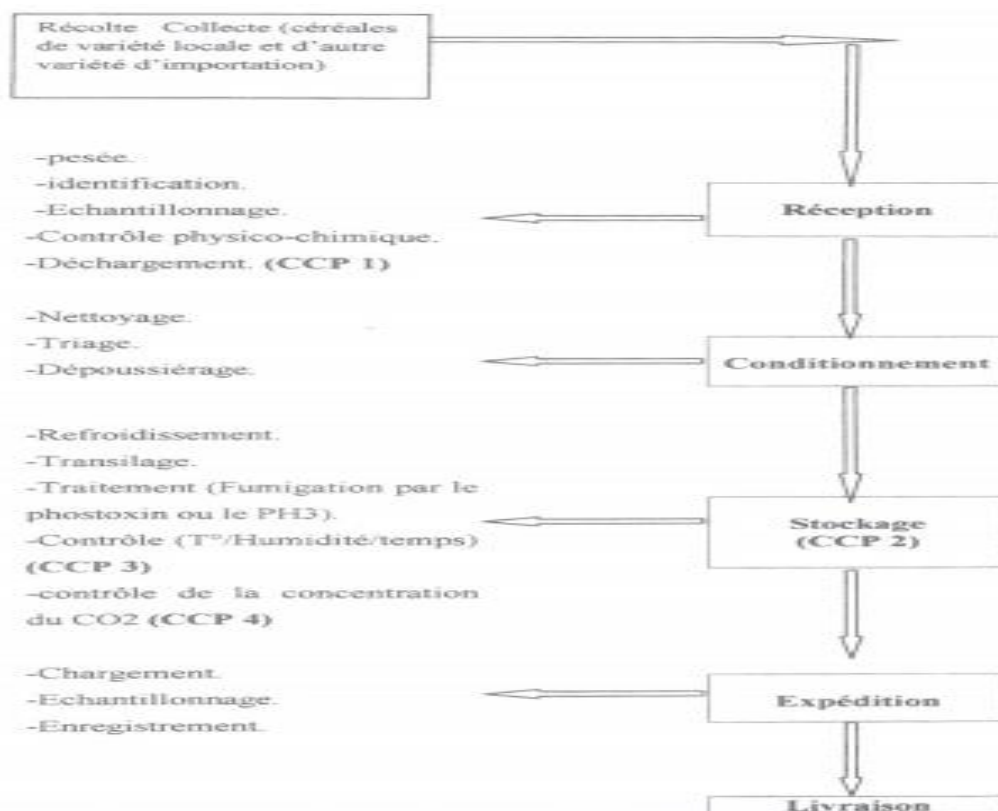 Récolte Collecte (céréales
de variété locale et d'autre
variété d'importation)
-pesée.
-identification.
-Echantillonnage.
-Contrôle physico-chimique.
-Déchargement. (CCP 1)
Réception
-Nettoyage.
-Triage.
-Dépoussiérage.
Conditionnement
-Refroidissement.
-Transilage.
-Traitement (Fumigation par le
phostoxin ou le PH3).
-Contrôle (T°/Humidité/temps)
(CCP 3)
-contrôle de la concentration
du CO2 (CCP 4)
Stockage
(CCP 2)
-Chargement.
-Echantillonnage.
-Enregistrement.
Expédition
Livraison